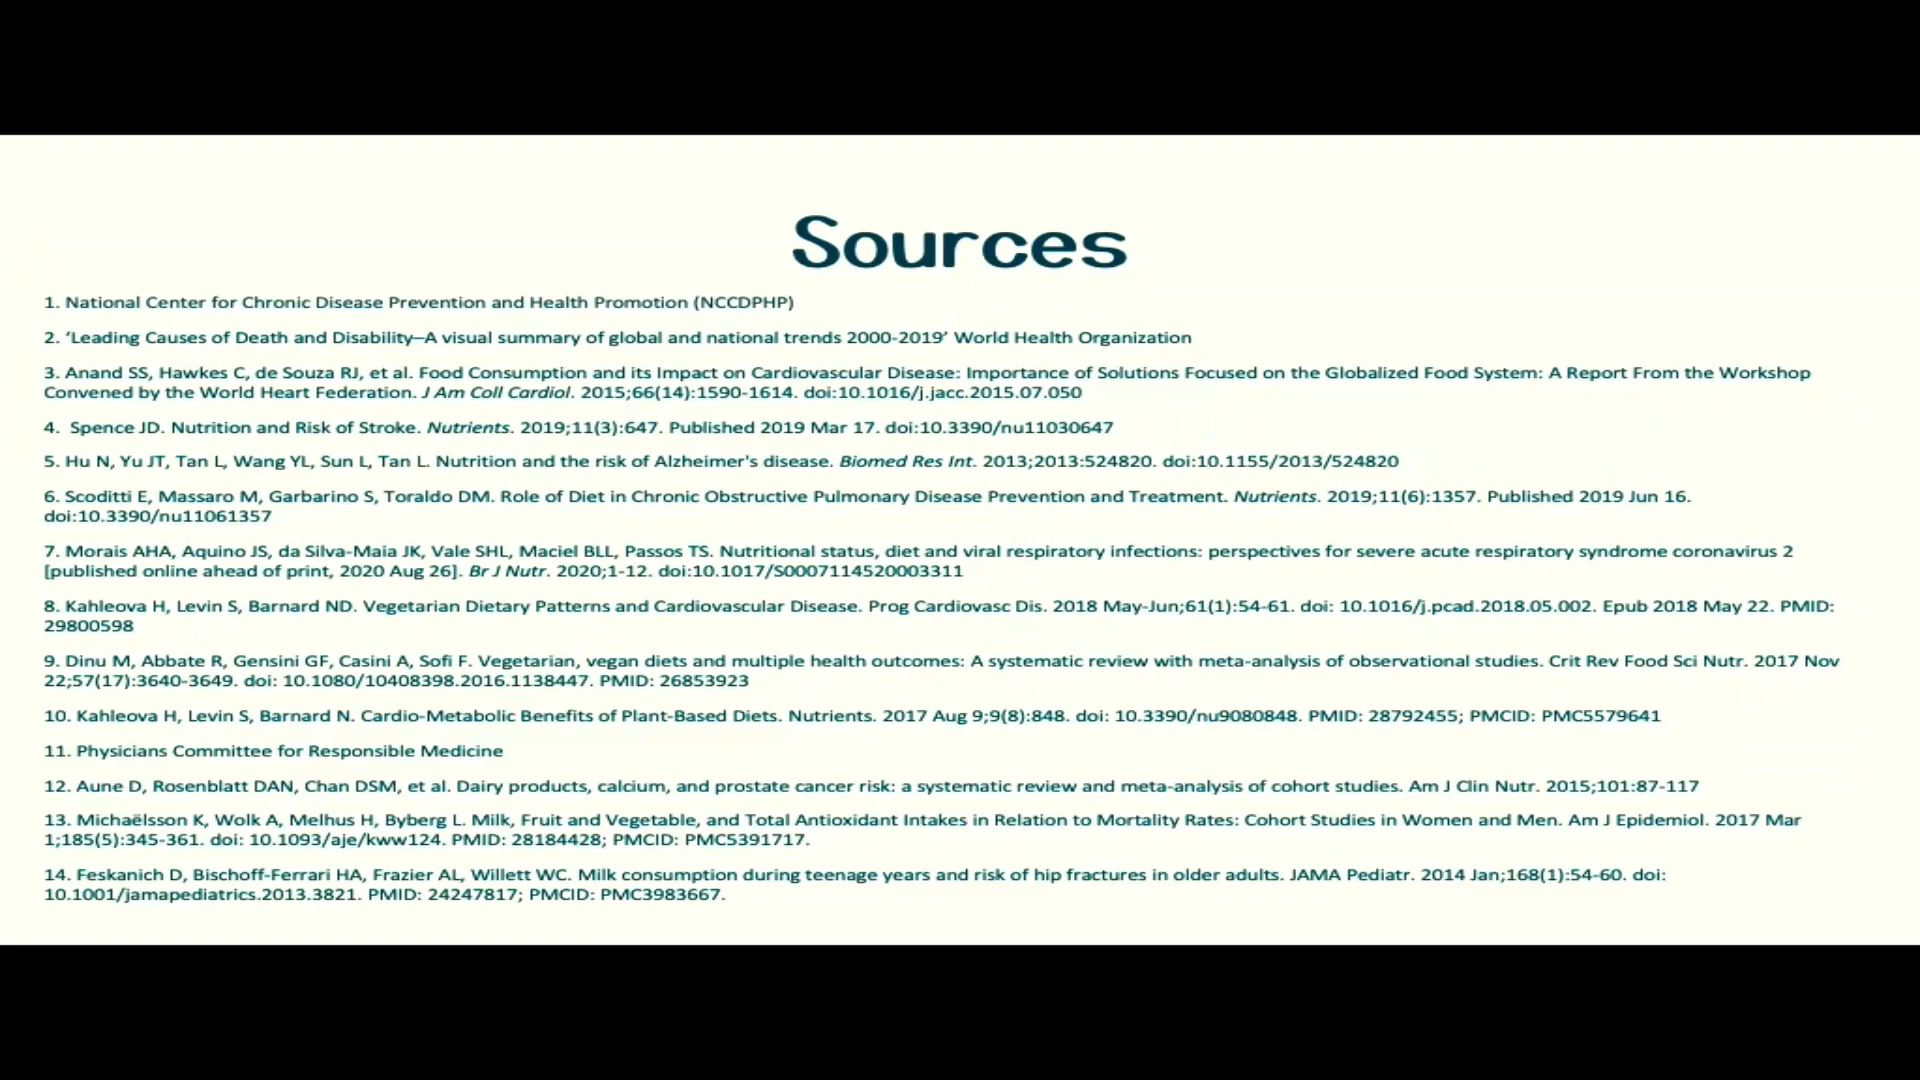 Sources
1. National Center for Chronic Disease Prevention and Health Promotion (NCCDPHP)
2. ‘Leading Causes of Death and Disability—A visual summary of global and national trends 2000-2019’ World Health Organization
3. Anand SS, Hawkes C, de Souza RJ, et al. Food Consumption and its Impact on Cardiovascular Disease: Importance of Solutions Focused on the Globalized Food System: A Report From the Workshop
Convened by the World Heart Federation. J Am Coll Cardiol. 2015;66(14):1590-1614. doi:10.1016/j.jacc.2015.07.050
4. Spence JD. Nutrition and Risk of Stroke. Nutrients. 2019;11(3):647. Published 2019 Mar 17. doi:10.3390/nu11030647
5. Hu N, Yu JT, Tan L, Wang YL, Sun L, Tan L. Nutrition and the risk of Alzheimer's disease. Biomed Res Int. 2013;2013:524820. doi:10.1155/2013/524820
6. Scoditti E, Massaro M, Garbarino S, Toraldo DM. Role of Diet in Chronic Obstructive Pulmonary Disease Prevention and Treatment. Nutrients. 2019;11(6):1357. Published 2019 Jun 16.
doi:10.3390/nu11061357
7. Morais AHA, Aquino JS, da Silva-Maia JK, Vale SHL, Maciel BLL, Passos TS. Nutritional status, diet and viral respiratory infections: perspectives for severe acute respiratory syndrome coronavirus 2
[published online ahead of print, 2020 Aug 26]. Br J Nutr. 2020;1-12. doi:10.1017/S0007114520003311
8. Kahleova H, Levin S, Barnard ND. Vegetarian Dietary Patterns and Cardiovascular Disease. Prog Cardiovasc Dis. 2018 May-Jun;61(1):54-61. doi: 10.1016/j.pcad.2018.05.002. Epub 2018 May 22. PMID:
29800598
9. Dinu M, Abbate R, Gensini GF, Casini A, Sofi F. Vegetarian, vegan diets and multiple health outcomes: A systematic review with meta-analysis of observational studies. Crit Rev Food Sci Nutr. 2017 Nov
22;57(17):3640-3649. doi: 10.1080/10408398.2016.1138447. PMID: 26853923
10. Kahleova H, Levin S, Barnard N. Cardio-Metabolic Benefits of Plant-Based Diets. Nutrients. 2017 Aug 9;9(8):848. doi: 10.3390/nu9080848. PMID: 28792455; PMCID: PMC5579641
11. Physicians Committee for Responsible Medicine
12. Aune D, Rosenblatt DAN, Chan DSM, et al. Dairy products, calcium, and prostate cancer risk: a systematic review and meta-analysis of cohort studies. Am J Clin Nutr. 2015;101:87-117
13. Michaëlsson K, Wolk A, Melhus H, Byberg L. Milk, Fruit and Vegetable, and Total Antioxidant Intakes in Relation to Mortality Rates: Cohort Studies in Women and Men. Am J Epidemiol. 2017 Mar
1;185(5):345-361. doi: 10.1093/aje/kww124. PMID: 28184428; PMCID: PMC5391717.
14. Feskanich D, Bischoff-Ferrari HA, Frazier AL, Willett WC. Milk consumption during teenage years and risk of hip fractures in older adults. JAMA Pediatr. 2014 Jan;168(1):54-60. doi:
10.1001/jamapediatrics.2013.3821. PMID: 24247817; PMCID: PMC3983667.